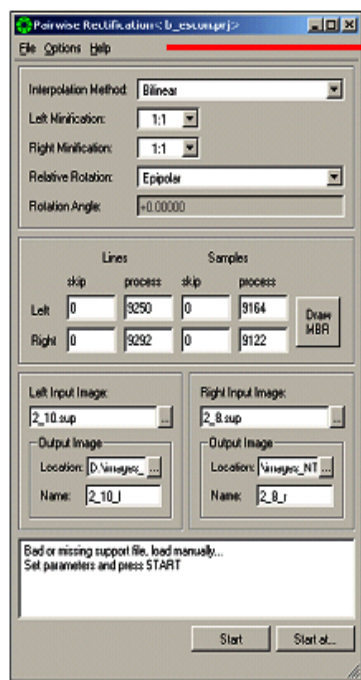 Pairwise Rectification< b_escon.prj>
File Options Help
Interpolation Method: Bilinear
Left Minification: 1:1
Right Minification: 1:1
Relative Rotation: Epipolar
Rotation Angle: +0.00000
Lines Samples
skip process skip process
Left 0 9250 0 9164
Right 0 9292 0 9122
Draw MBR
Left Input Image:
2_10.sup ...
Output Image
Location: D:\images_ ...
Name: 2_10_l
Right Input Image:
2_8.sup ...
Output Image
Location: \images_NT ...
Name: 2_8_r
Bad or missing support file, load manually...
Set parameters and press START
Start Start at...